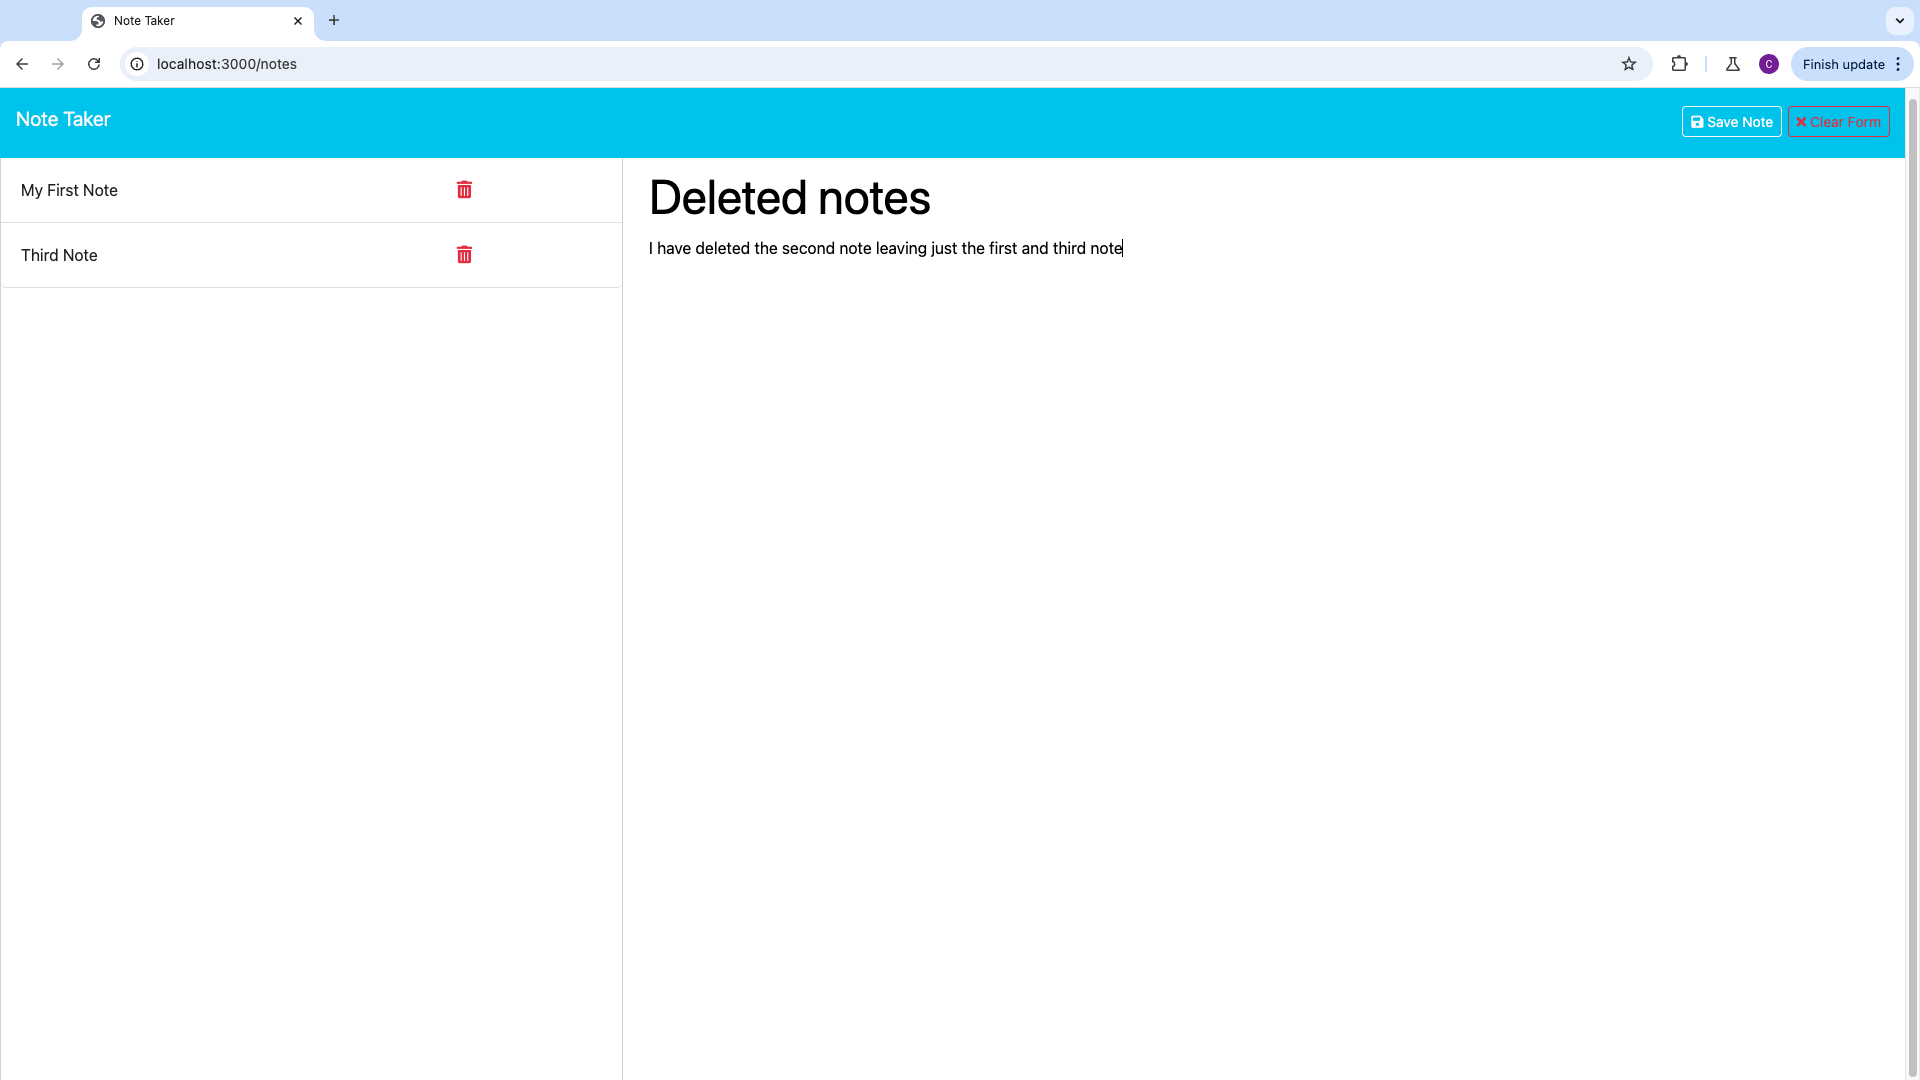 Note Taker
localhost:3000/notes
C
Finish update
Note Taker
Save Note
Clear Form
My First Note
Third Note
Deleted notes
I have deleted the second note leaving just the first and third note